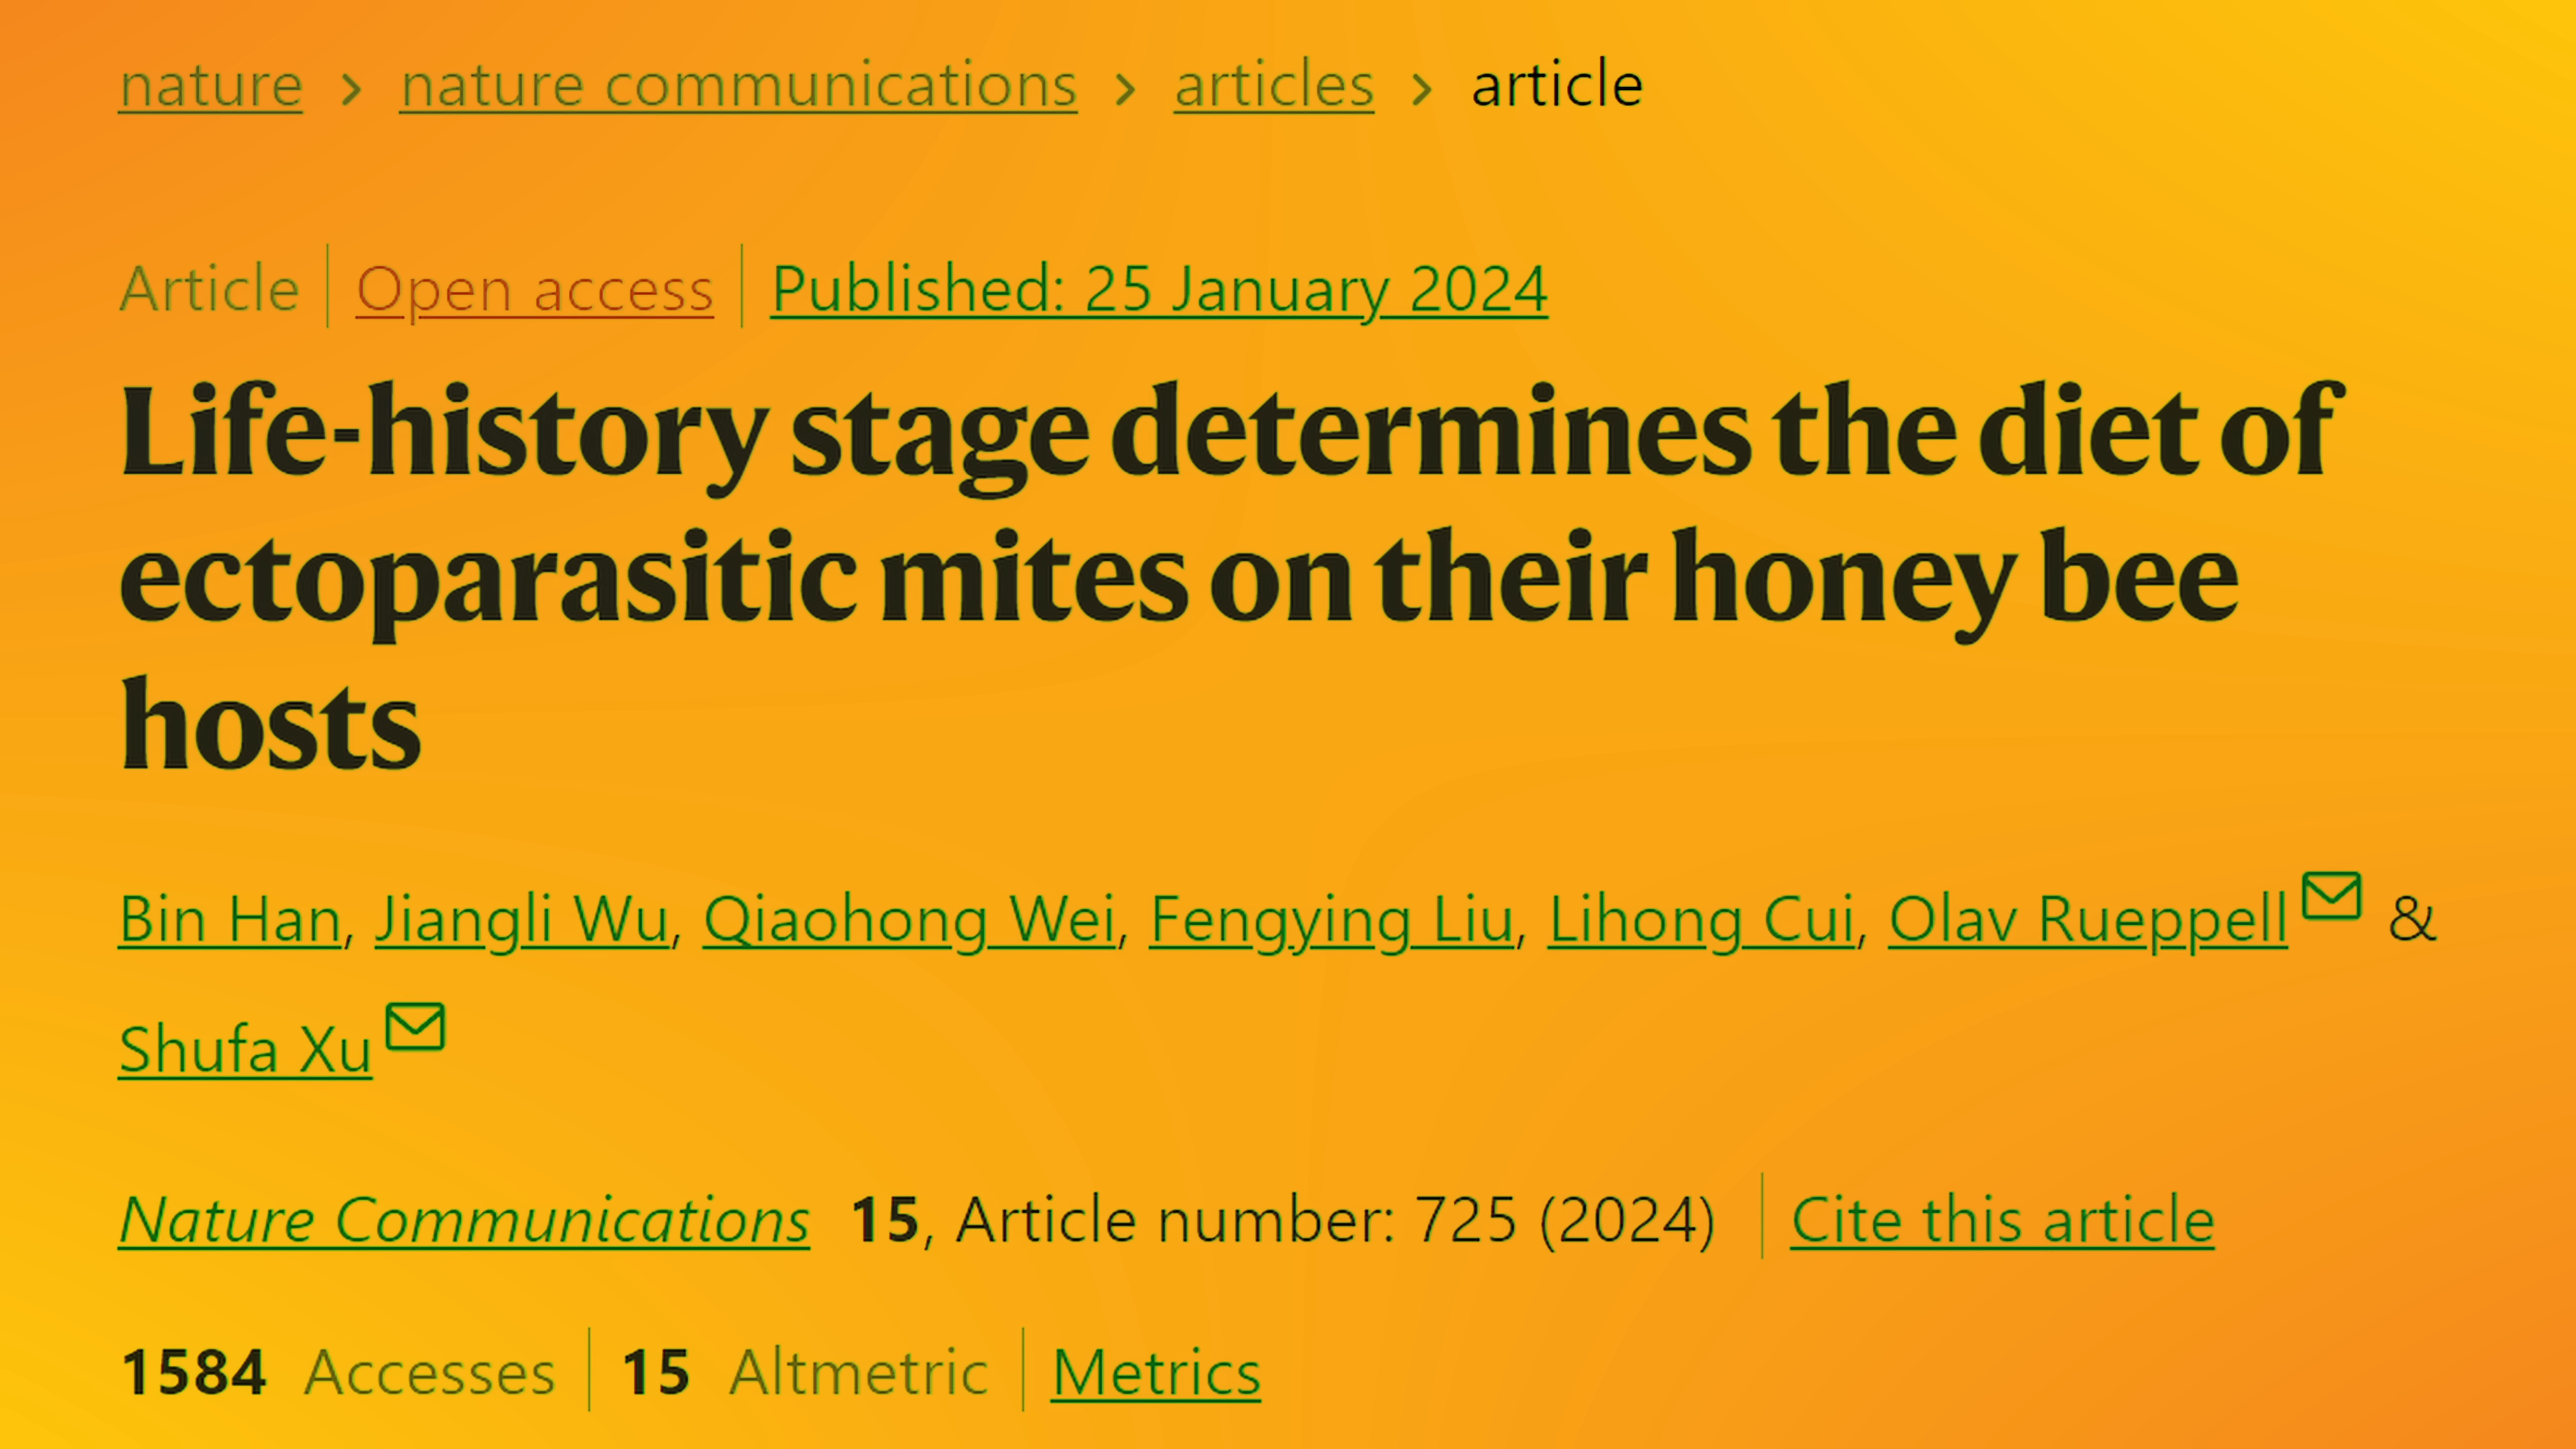 nature > nature communications > articles > article
Article | Open access | Published: 25 January 2024
Life-history stage determines the diet of
ectoparasitic mites on their honey bee
hosts
Bin Han, Jiangli Wu, Qiaohong Wei, Fengying Liu, Lihong Cui, Olav Rueppell &
Shufa Xu
Nature Communications 15, Article number: 725 (2024) | Cite this article
1584 Accesses | 15 Altmetric | Metrics